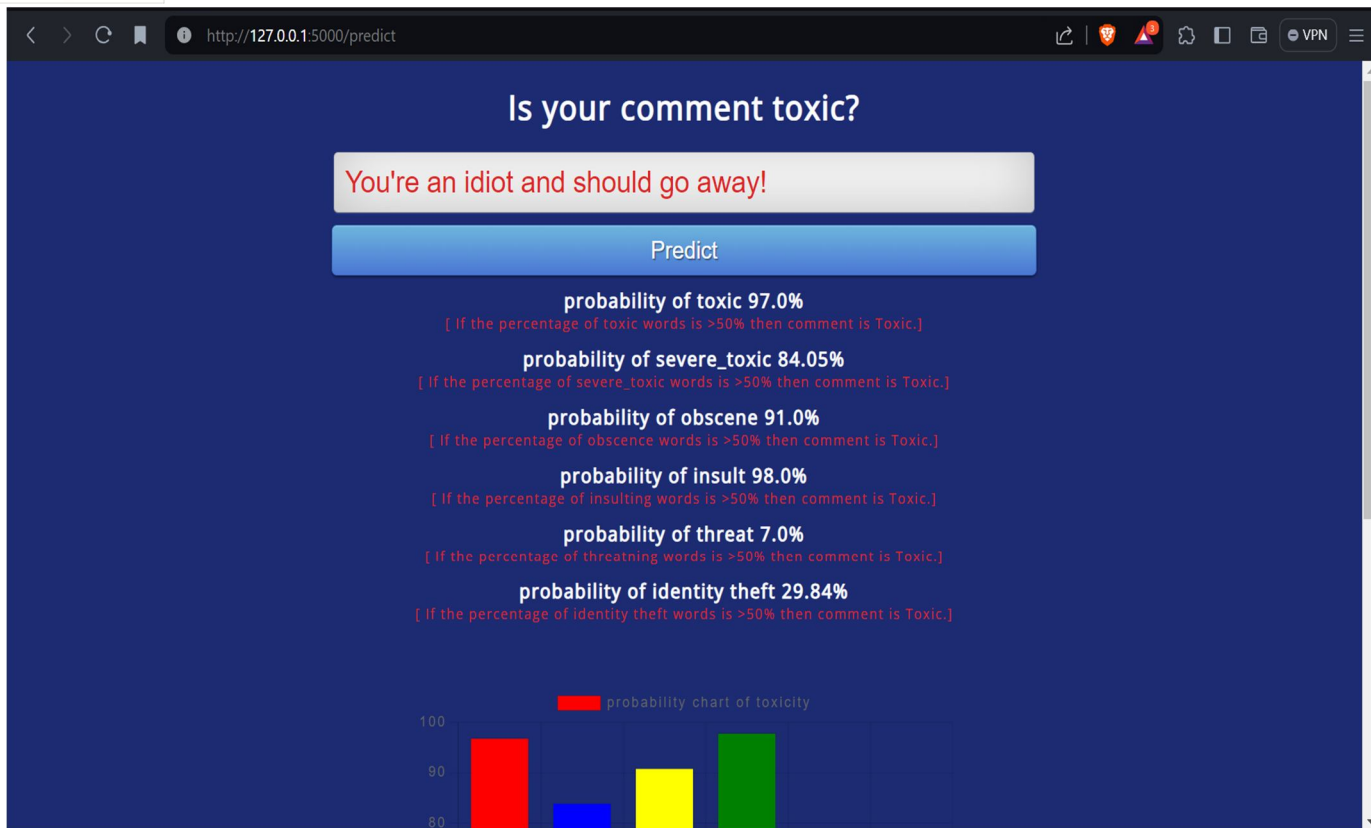 http://127.0.0.1:5000/predict
3
VPN
Is your comment toxic?
You're an idiot and should go away!
Predict
probability of toxic 97.0%
[ If the percentage of toxic words is >50% then comment is Toxic.]
probability of severe_toxic 84.05%
[ If the percentage of severe_toxic words is >50% then comment is Toxic.]
probability of obscene 91.0%
[ If the percentage of obscence words is >50% then comment is Toxic.]
probability of insult 98.0%
[ If the percentage of insulting words is >50% then comment is Toxic.]
probability of threat 7.0%
[ If the percentage of threatning words is >50% then comment is Toxic.]
probability of identity theft 29.84%
[ If the percentage of identity theft words is >50% then comment is Toxic.]
probability chart of toxicity
100
90
80